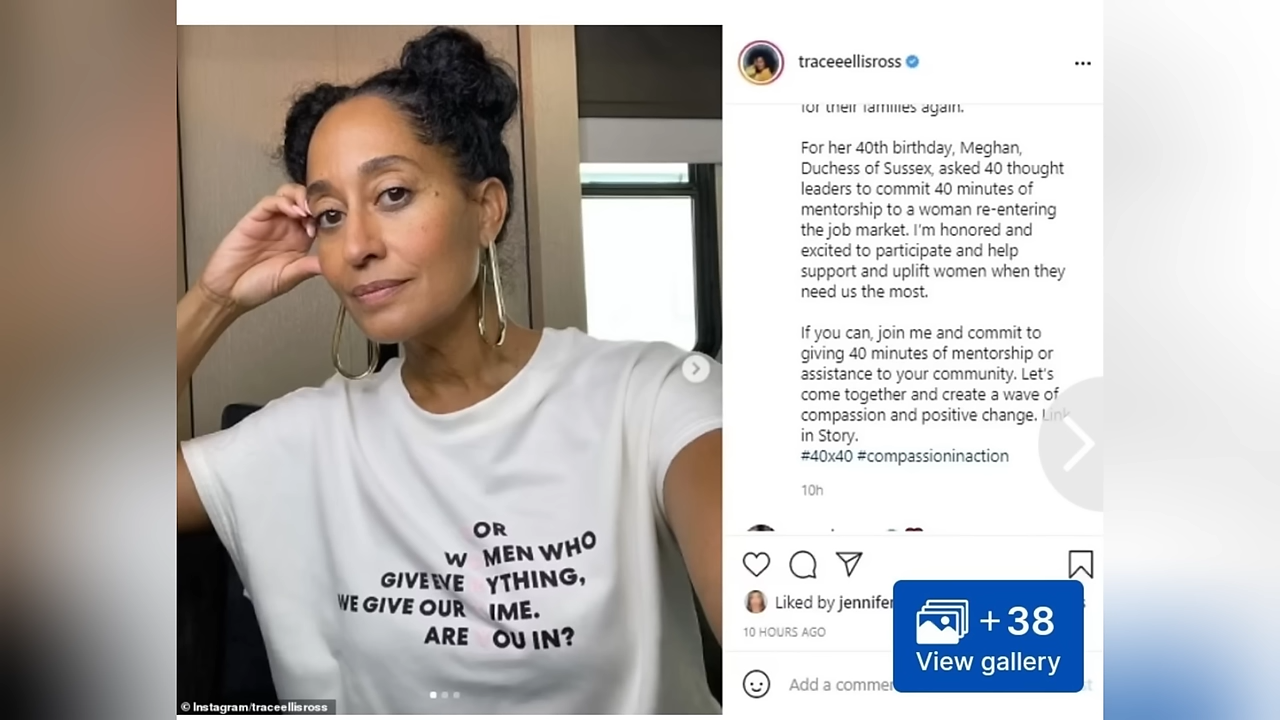 traceeellisross
for their families again.
For her 40th birthday, Meghan,
Duchess of Sussex, asked 40 thought
leaders to commit 40 minutes of
mentorship to a woman re-entering
the job market. I'm honored and
excited to participate and help
support and uplift women when they
need us the most.
If you can, join me and commit to
giving 40 minutes of mentorship or
assistance to your community. Let's
come together and create a wave of
compassion and positive change. Link
in Story.
#40x40 #compassioninaction
10h
Liked by jennifer
10 HOURS AGO
Add a comme
+38
View gallery
OR
W MEN WHO
GIVE EVE YTHING,
WE GIVE OUR IME.
ARE OU IN?
© Instagram/traceellisross